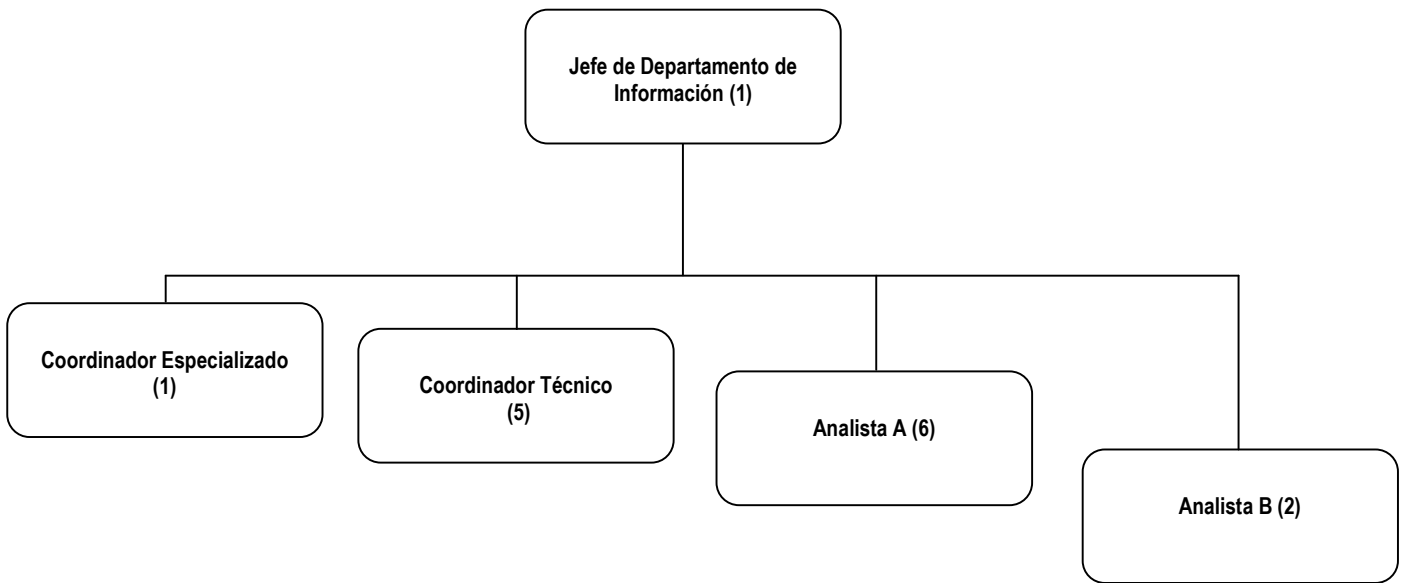 Jefe de Departamento de
Información (1)
Coordinador Especializado
(1)
Coordinador Técnico
(5)
Analista A (6)
Analista B (2)